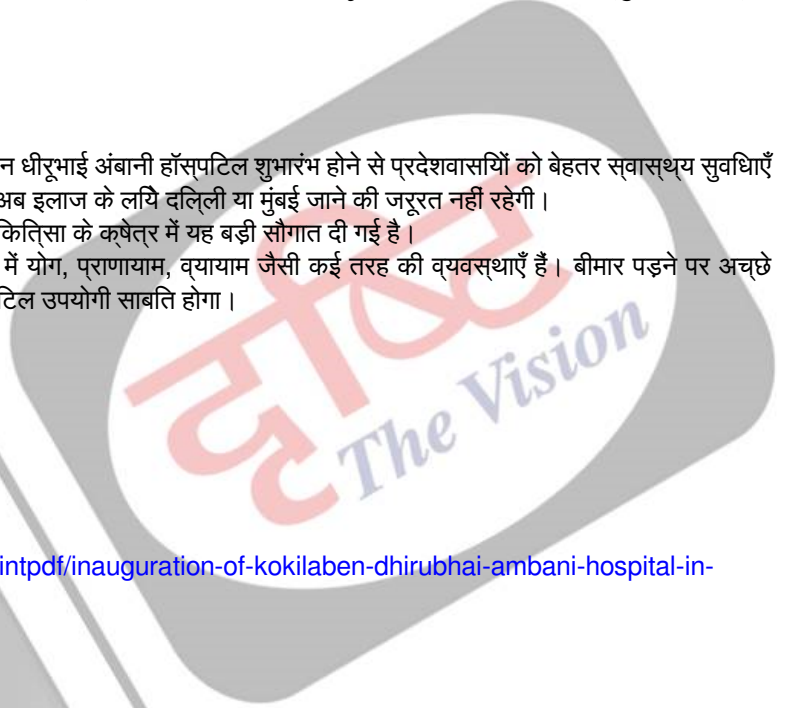 न धीरूभाई अंबानी हॉस्पटिल शुभारंभ होने से प्रदेशवासयिों को बेहतर स्वास्थ्य सुवधिाएँ
अब इलाज के लयिे दल्लिी या मुंबई जाने की जरूरत नहीं रहेगी।
कित्सिा के क्षेत्र में यह बड़ी सौगात दी गई है।
में योग, प्राणायाम, व्यायाम जैसी कई तरह की व्यवस्थाएँ हैं। बीमार पड़ने पर अच्छे
टिल उपयोगी साबति होगा।
दृष्टि
The Vision
intpdf/inauguration-of-kokilaben-dhirubhai-ambani-hospital-in-